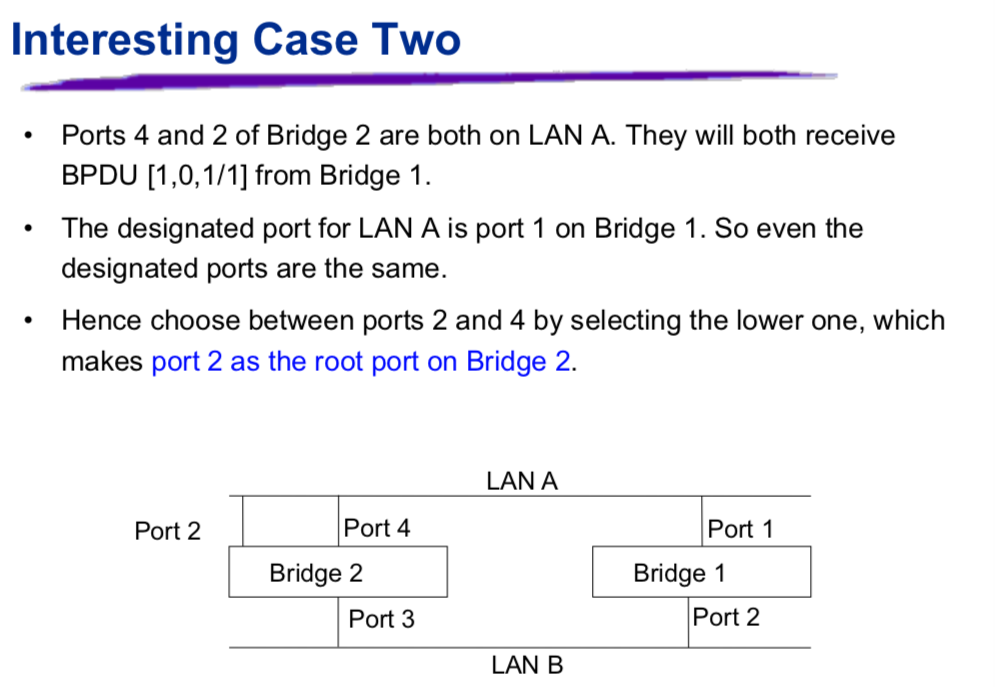 Interesting Case Two
• Ports 4 and 2 of Bridge 2 are both on LAN A. They will both receive
BPDU [1,0,1/1] from Bridge 1.
• The designated port for LAN A is port 1 on Bridge 1. So even the
designated ports are the same.
• Hence choose between ports 2 and 4 by selecting the lower one, which
makes port 2 as the root port on Bridge 2.
LAN A
Port 2
Port 4
Port 1
Bridge 2
Bridge 1
Port 3
Port 2
LAN B